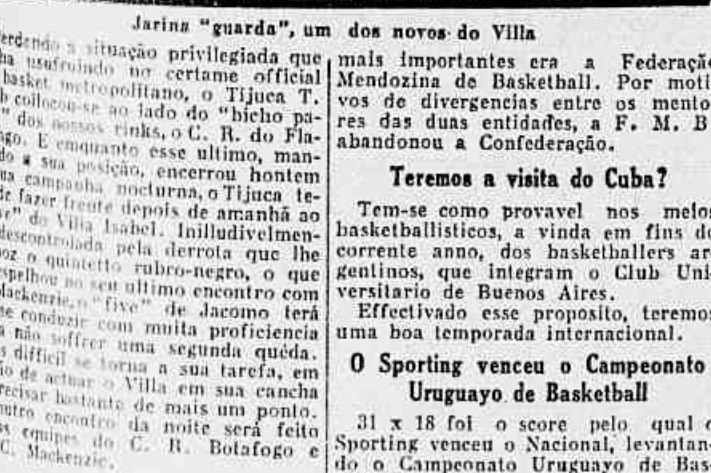 Jarina "guarda", um dos novos do Villa
a situação privilegiada que
usufruindo no certame official
basket metropolitano, o Tijuca T.
collocou-se ao lado do "bicho pa-
" dos nossos rinks, o C. R. do Fla-
E emquanto esse ultimo, man-
a sua posição, encerrou hontem
campanha nocturna, o Tijuca te-
fazer frente depois de amanhã ao
do Villa Isabel. Inilludivelmen-
descontrolada pela derrota que lhe
o quintetto rubro-negro, o que
no seu ultimo encontro com
Mackenzie, o "five" de Jacomo terá
conduzir com muita proficiencia
não soffrer uma segunda quéda.
difficil se torna a sua tarefa, em
de actuar o Villa em sua cancha
bastante de mais um ponto.
encontro da noite será feito
equipes do C. R. Botafogo e
C. Mackenzie.
mais importantes era a Federação
Mendozina de Basketball. Por moti-
vos de divergencias entre os mento-
res das duas entidades, a F. M. B.
abandonou a Confederação.
Teremos a visita do Cuba?
Tem-se como provavel nos meios
basketballisticos, a vinda em fins do
corrente anno, dos basketballers ar-
gentinos, que integram o Club Uni-
versitario de Buenos Aires.
Effectivado esse proposito, teremos
uma boa temporada internacional.
O Sporting venceu o Campeonato
Uruguayo de Basketball
31 x 18 foi o score pelo qual o
Sporting venceu o Nacional, levantan-
do o Campeonato Uruguayo de Bas-